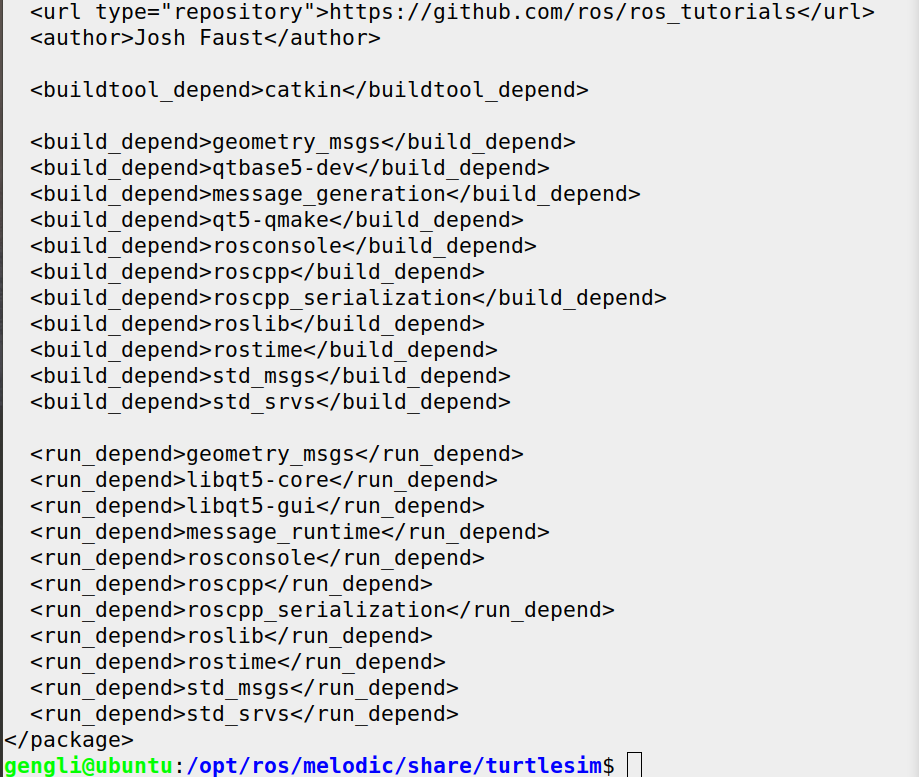 <url type="repository">https://github.com/ros/ros_tutorials</url>
<author>Josh Faust</author>
<buildtool_depend>catkin</buildtool_depend>
<build_depend>geometry_msgs</build_depend>
<build_depend>qtbase5-dev</build_depend>
<build_depend>message_generation</build_depend>
<build_depend>qt5-qmake</build_depend>
<build_depend>rosconsole</build_depend>
<build_depend>roscpp</build_depend>
<build_depend>roscpp_serialization</build_depend>
<build_depend>roslib</build_depend>
<build_depend>rostime</build_depend>
<build_depend>std_msgs</build_depend>
<build_depend>std_srvs</build_depend>
<run_depend>geometry_msgs</run_depend>
<run_depend>libqt5-core</run_depend>
<run_depend>libqt5-gui</run_depend>
<run_depend>message_runtime</run_depend>
<run_depend>rosconsole</run_depend>
<run_depend>roscpp</run_depend>
<run_depend>roscpp_serialization</run_depend>
<run_depend>roslib</run_depend>
<run_depend>rostime</run_depend>
<run_depend>std_msgs</run_depend>
<run_depend>std_srvs</run_depend>
</package>
gengli@ubuntu:/opt/ros/melodic/share/turtlesim$